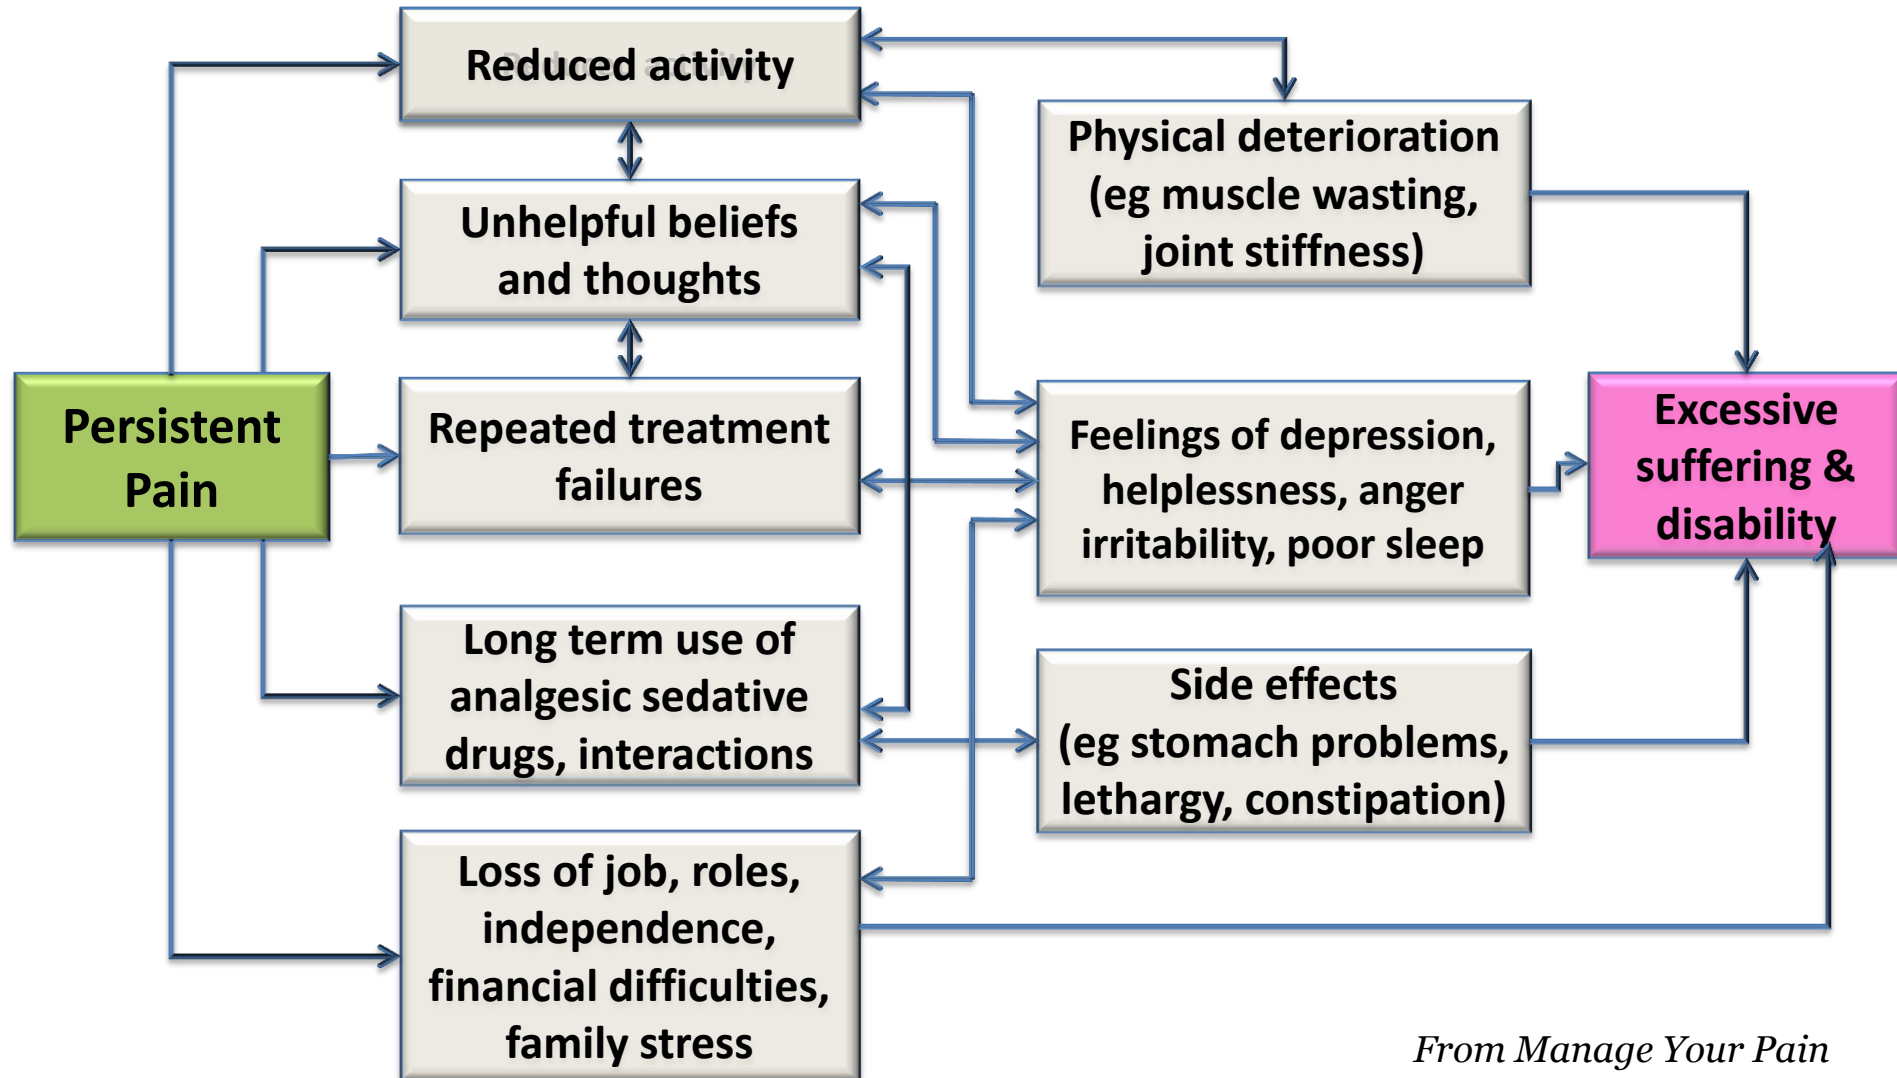 Reduced activity
Physical deterioration
(eg muscle wasting,
joint stiffness)
Unhelpful beliefs
and thoughts
Persistent
Pain
Repeated treatment
failures
Feelings of depression,
helplessness, anger
irritability, poor sleep
Excessive
suffering &
disability
Long term use of
analgesic sedative
drugs, interactions
Side effects
(eg stomach problems,
lethargy, constipation)
Loss of job, roles,
independence,
financial difficulties,
family stress
From Manage Your Pain